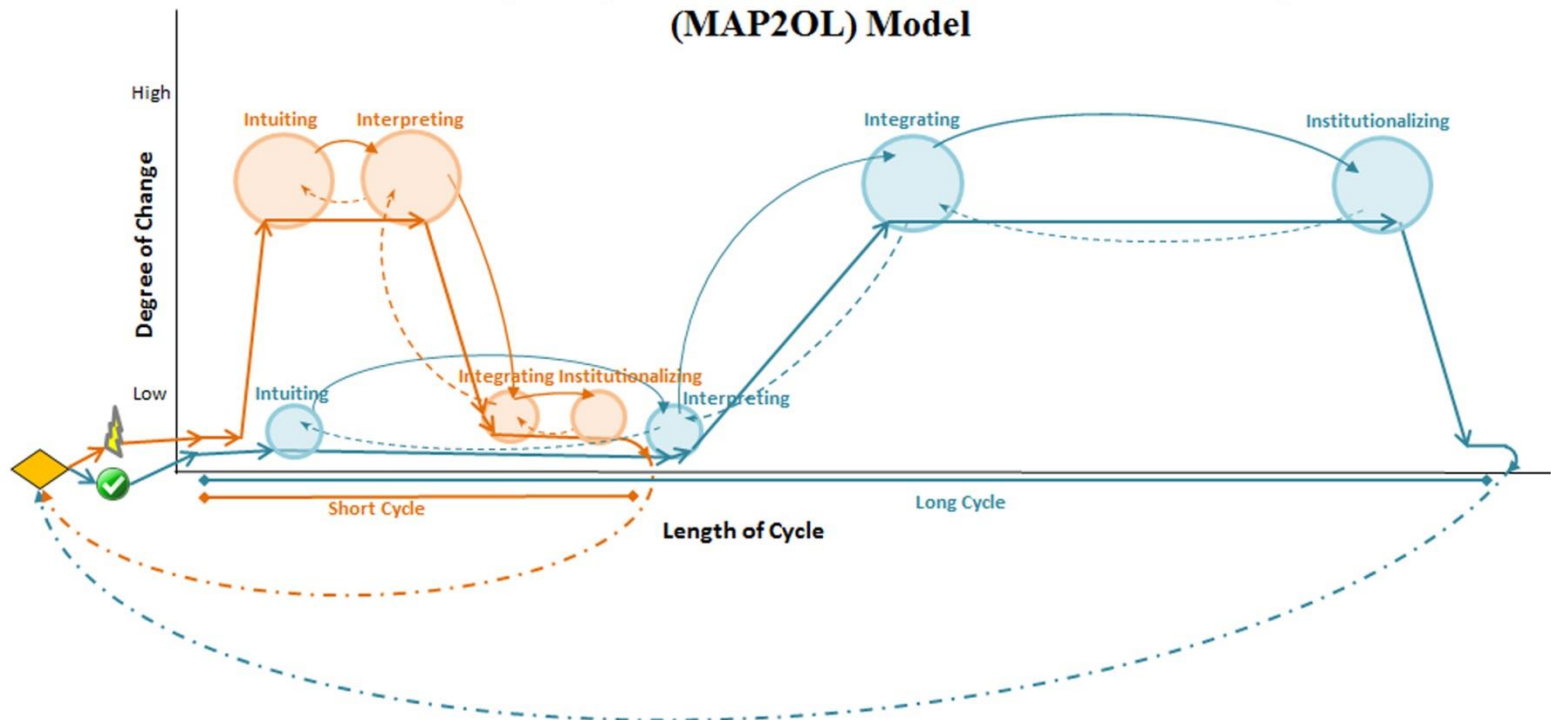 (MAP2OL) Model
High
Intuiting
Interpreting
Integrating
Institutionalizing
Degree of Change
Low
Intuiting
Integrating Institutionalizing
Interpreting
Short Cycle
Long Cycle
Length of Cycle